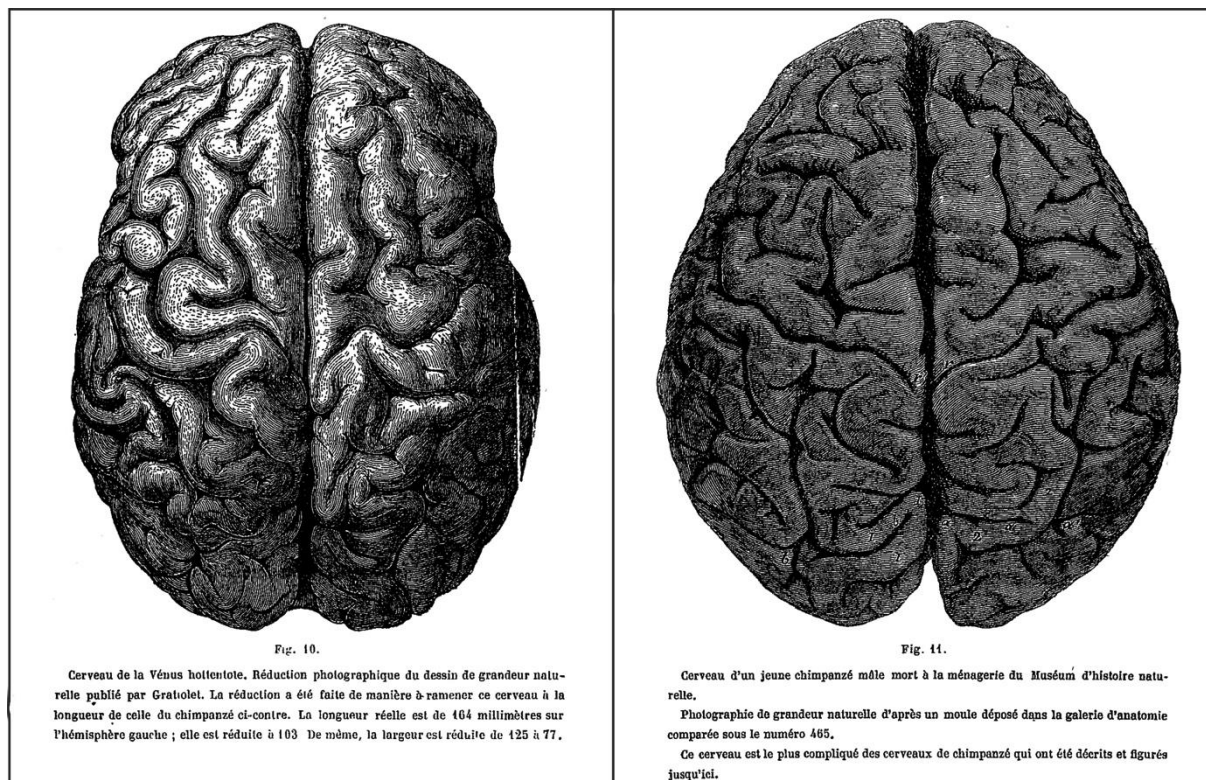 Fig. 10.
Cerveau de la Vénus hottentote. Réduction photographique du dessin de grandeur natu-
relle publié par Gratiolet. La réduction a été faite de manière à ramener ce cerveau à la
longueur de celle du chimpanzé ci-contre. La longueur réelle est de 164 millimètres sur
l'hémisphère gauche ; elle est réduite à 103 De même, la largeur est réduite de 125 à 77.
Fig. 11.
Cerveau d'un jeune chimpanzé mâle mort à la ménagerie du Muséum d'histoire natu-
relle.
Photographie de grandeur naturelle d'après un moule déposé dans la galerie d'anatomie
comparée sous le numéro 465.
Ce cerveau est le plus compliqué des cerveaux de chimpanzé qui ont été décrits et figurés
jusqu'ici.